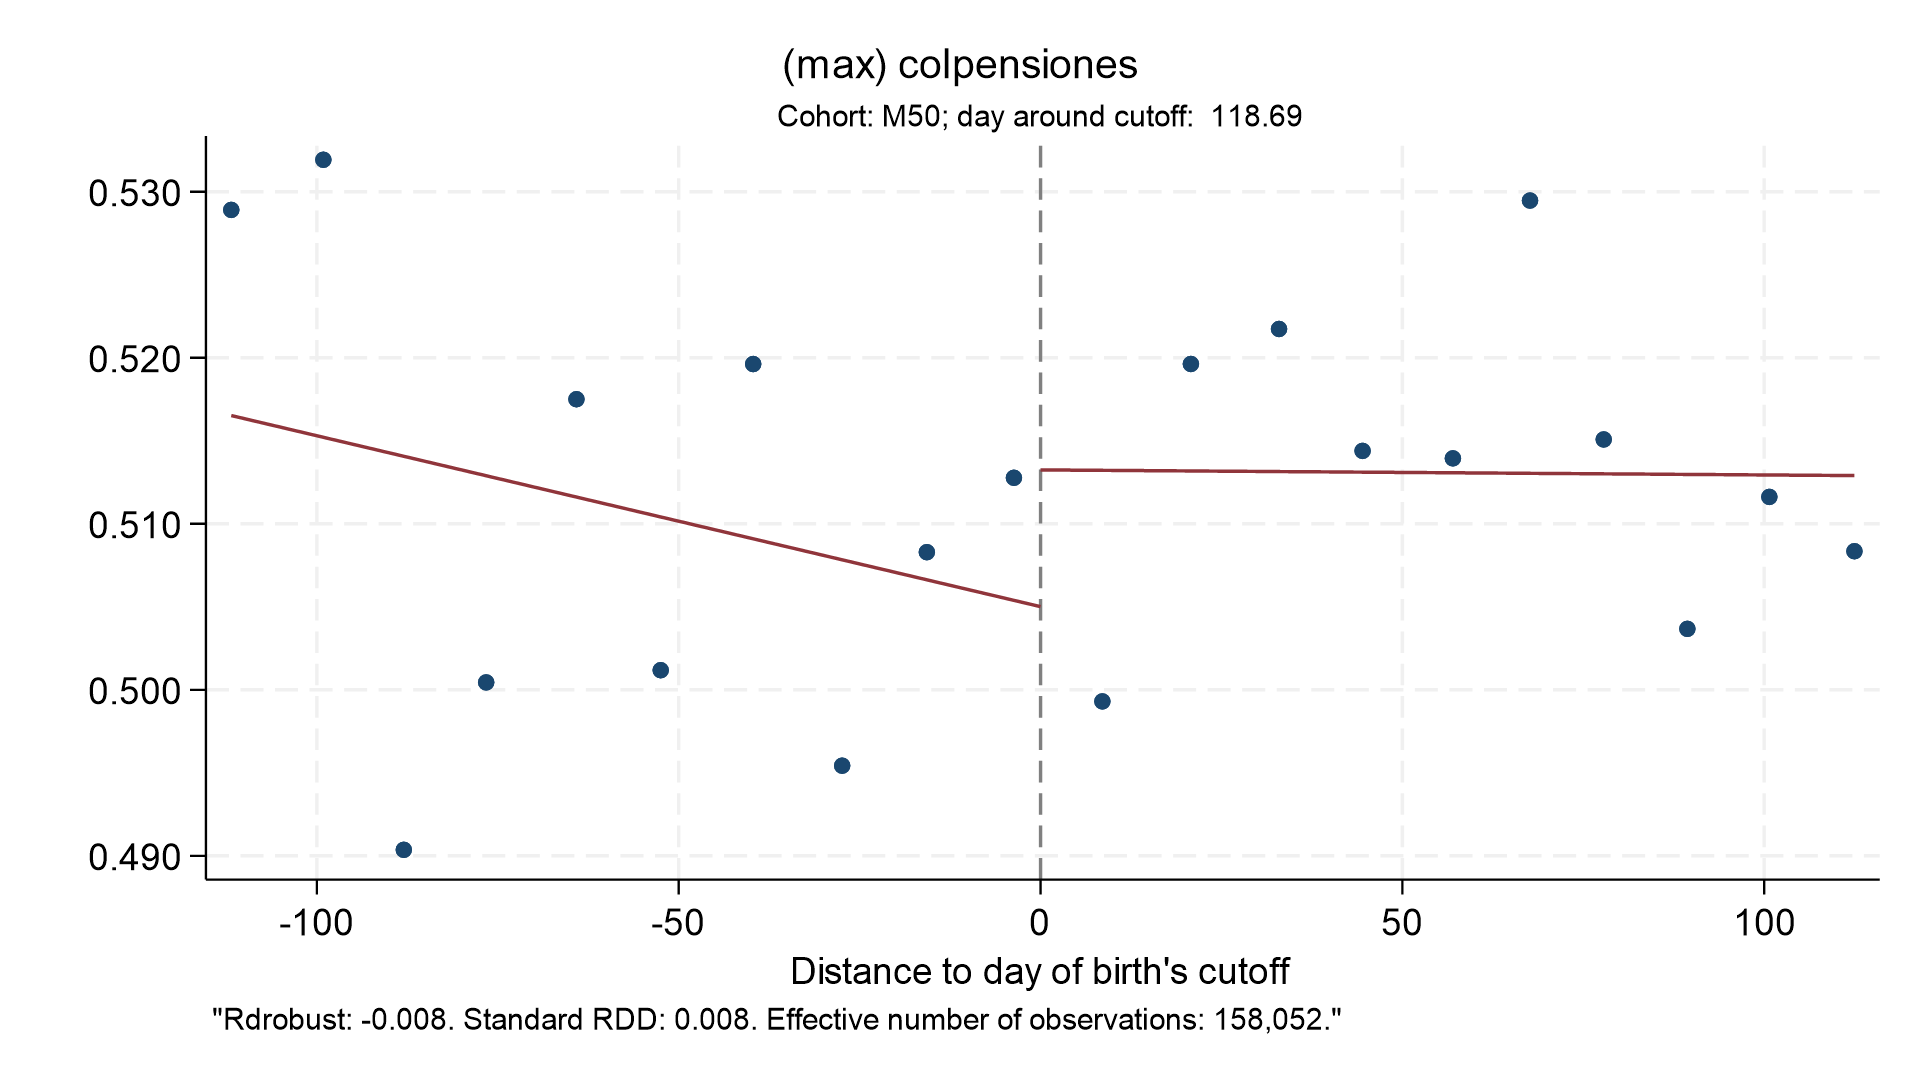 (max) colpensiones
Cohort: M50; day around cutoff:  118.69
0.530
0.520
0.510
0.500
0.490
-100 -50 0 50 100
Distance to day of birth's cutoff
"Rdrobust: -0.008. Standard RDD: 0.008. Effective number of observations: 158,052."